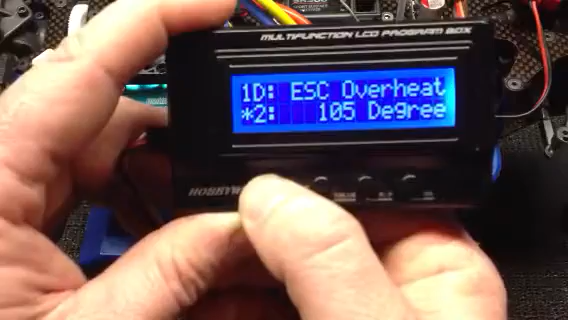 MULTIFUNCTION LCD PROGRAM BOX
1D: ESC Overheat
*2: 105 Degree